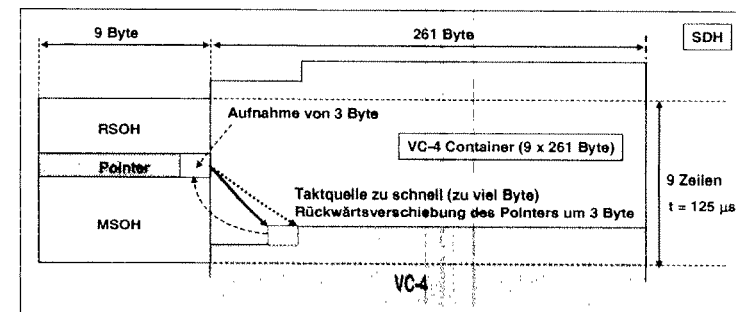 9 Byte
261 Byte
SDH
Aufnahme von 3 Byte
RSOH
VC-4 Container (9 x 261 Byte)
Pointer
Taktquelle zu schnell (zu viel Byte)
Rückwärtsverschiebung des Pointers um 3 Byte
9 Zeilen
t = 125 µs
MSOH
VC-4